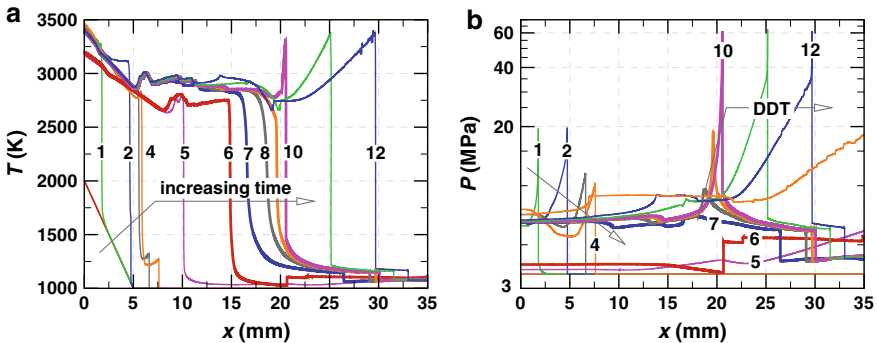 a
T (K)
3500
3000
2500
2000
1500
1000
1 2 4 5 6 7 8 10 12
increasing time
0 5 10 15 20 25 30 35
x (mm)
b
P (MPa)
60
40
20
3
10 12
DDT
1 2
4 7 6
5
0 5 10 15 20 25 30 35
x (mm)